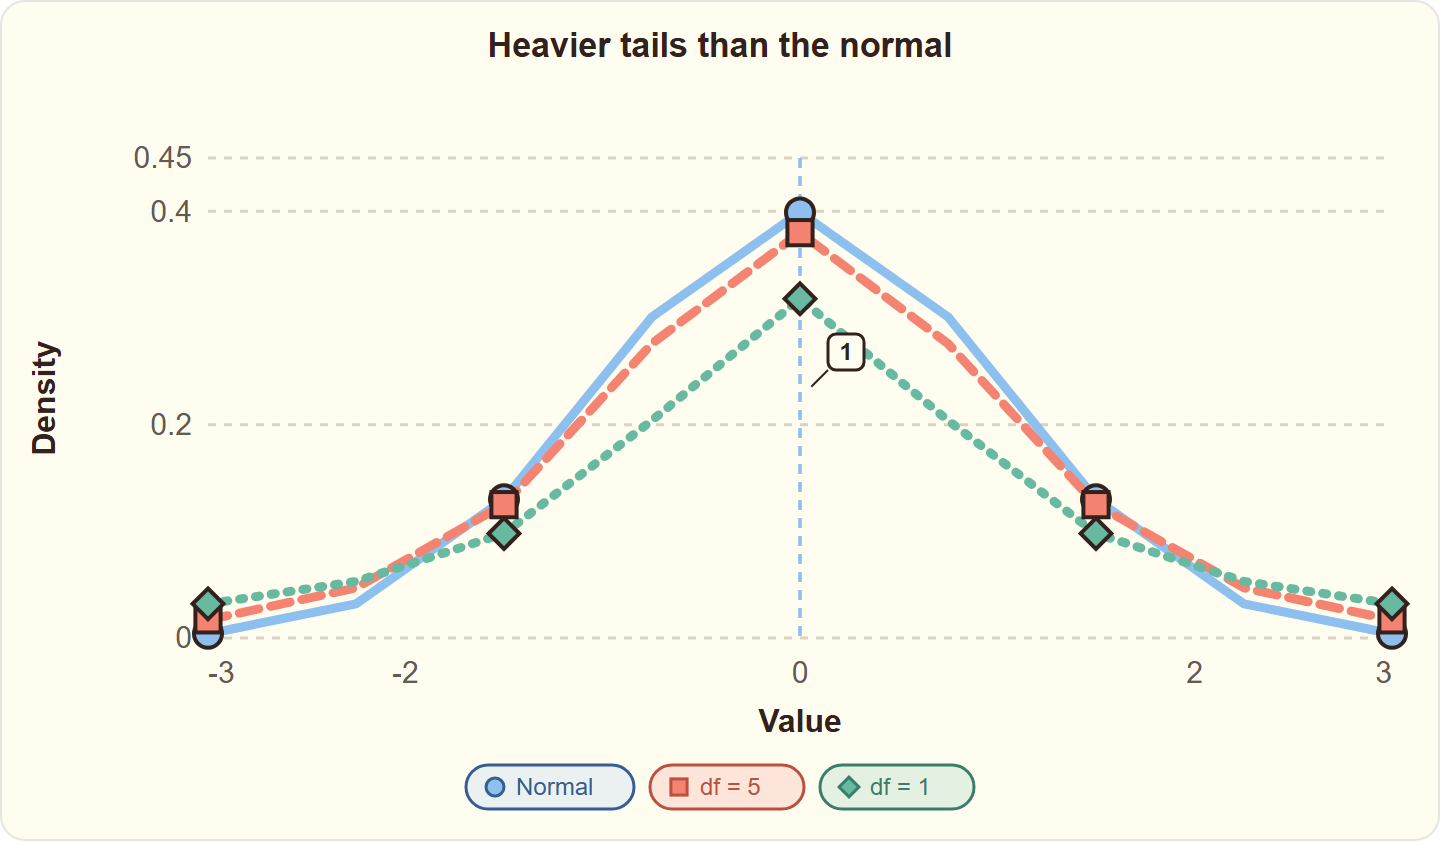 Heavier tails than the normal
0.45
0.4
0.2
0
Density
1
-3 -2 0 2 3
Value
Normal df = 5 df = 1